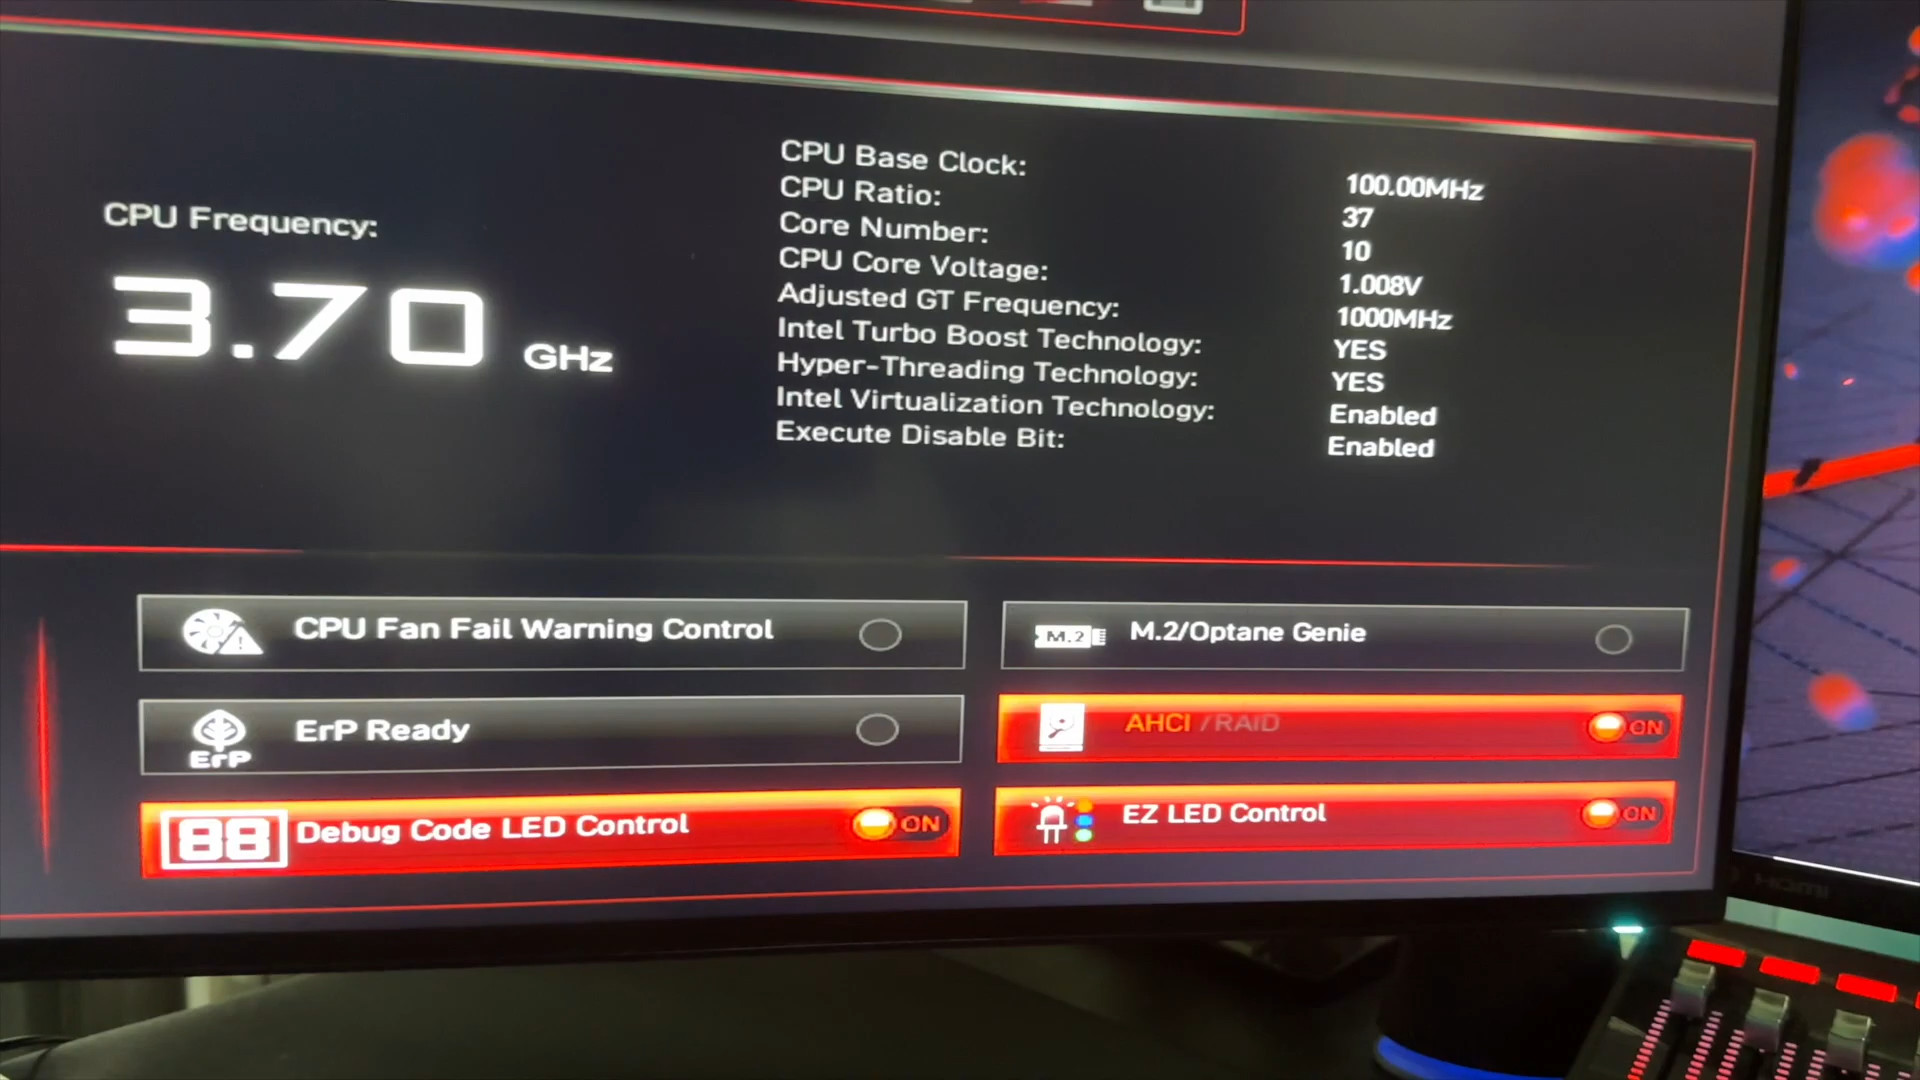 CPU Frequency:
3.70 GHz
CPU Base Clock: 100.00MHz
CPU Ratio: 37
Core Number: 10
CPU Core Voltage: 1.008V
Adjusted GT Frequency: 1000MHz
Intel Turbo Boost Technology: YES
Hyper-Threading Technology: YES
Intel Virtualization Technology: Enabled
Execute Disable Bit: Enabled
CPU Fan Fail Warning Control
M.2 M.2/Optane Genie
ErP ErP Ready
AHCI /RAID ON
88 Debug Code LED Control ON
EZ LED Control ON
HDMI